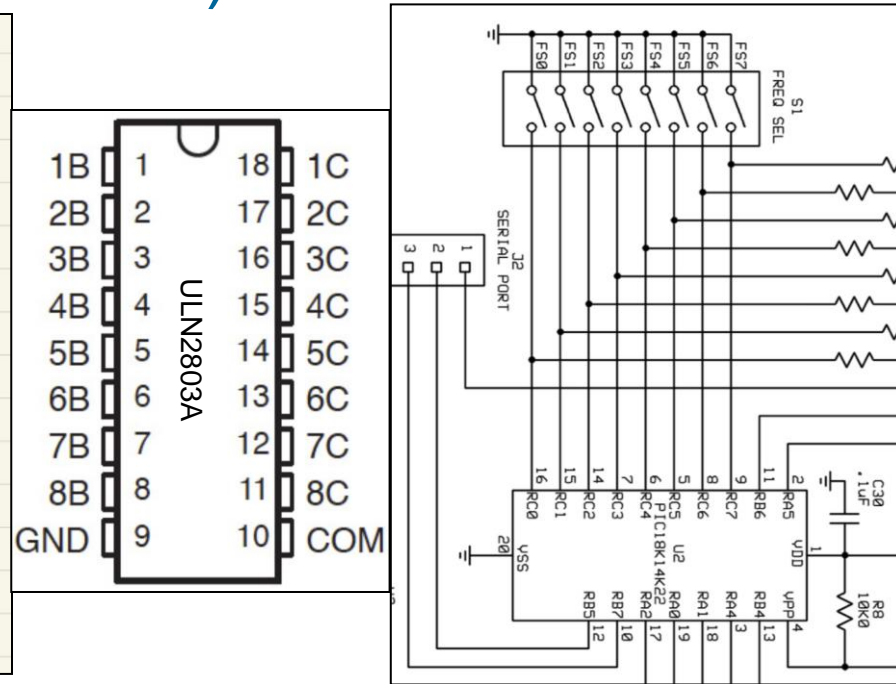 1B 1 18 1C
2B 2 17 2C
3B 3 16 3C
4B 4 15 4C
5B 5 14 5C
6B 6 13 6C
7B 7 12 7C
8B 8 11 8C
GND 9 10 COM
ULN2803A
FS0 FS1 FS2 FS3 FS4 FS5 FS6 FS7
S1
FREQ SEL
J2
SERIAL PORT
3 2 1
16 15 14 7 6 5 8 9 11 2
RC0 RC1 RC2 RC3 RC4 RC5 RC6 RC7 RB6 RA5
C30
.1uF
20 VSS
U2
PIC18K14K22
VDD 1
R8
10K0
RB5 RB7 RA2 RA0 RA1 RA4 RB4 VPP
12 10 17 19 18 3 13 4